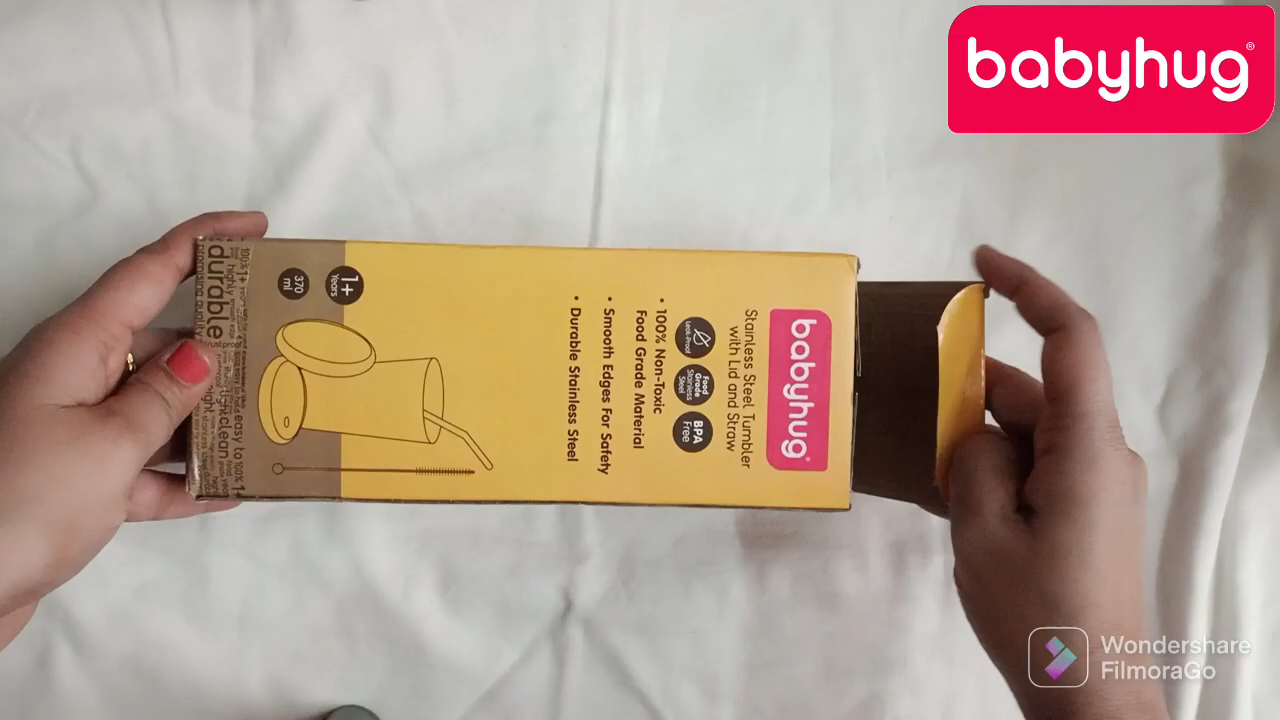 babyhug®
babyhug®
Stainless Steel Tumbler
with Lid and Straw
Leak-Proof
Food
Grade
Stainless
Steel
BPA
Free
• 100% Non-Toxic
Food Grade Material
• Smooth Edges For Safety
• Durable Stainless Steel
1+
Years
370
ml
durable
easy to
clean
Wondershare
FilmoraGo